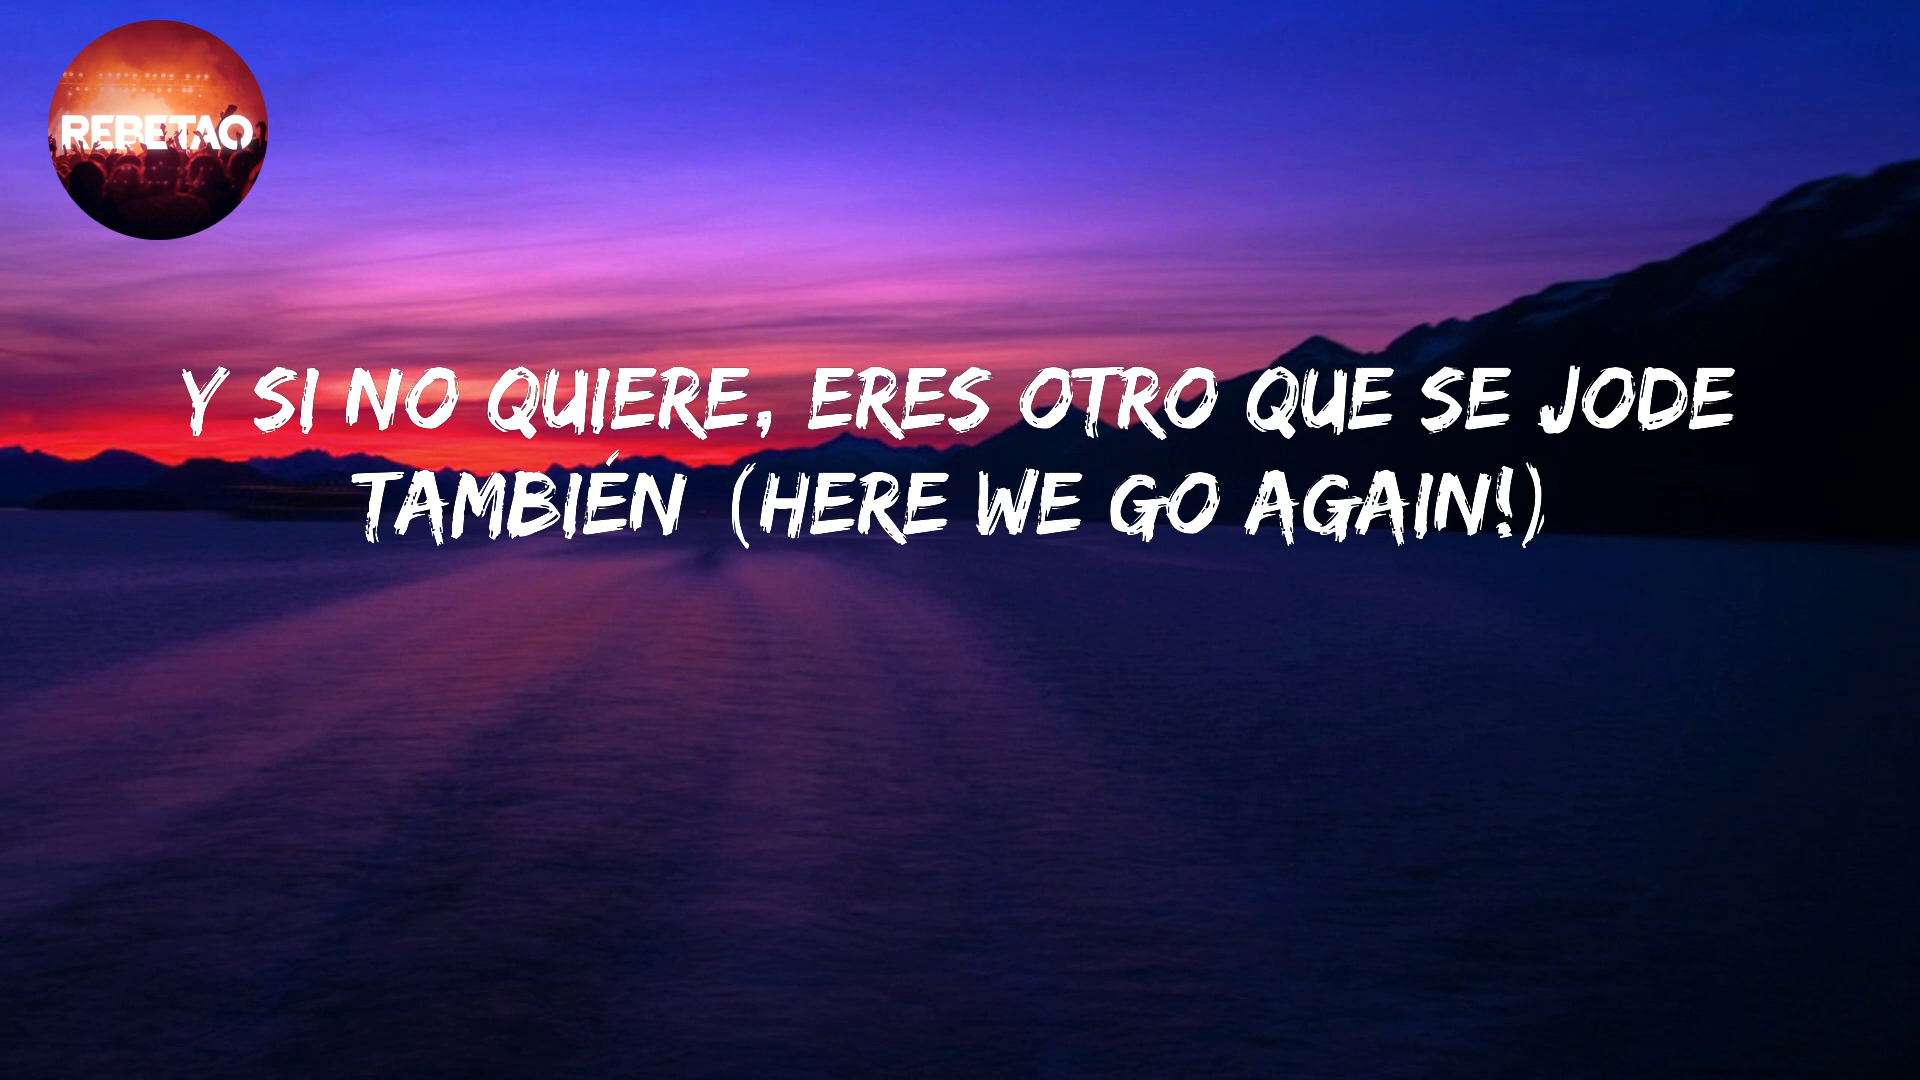 REBETAO
Y SI NO QUIERE, ERES OTRO QUE SE JODE
TAMBIÉN (HERE WE GO AGAIN!)